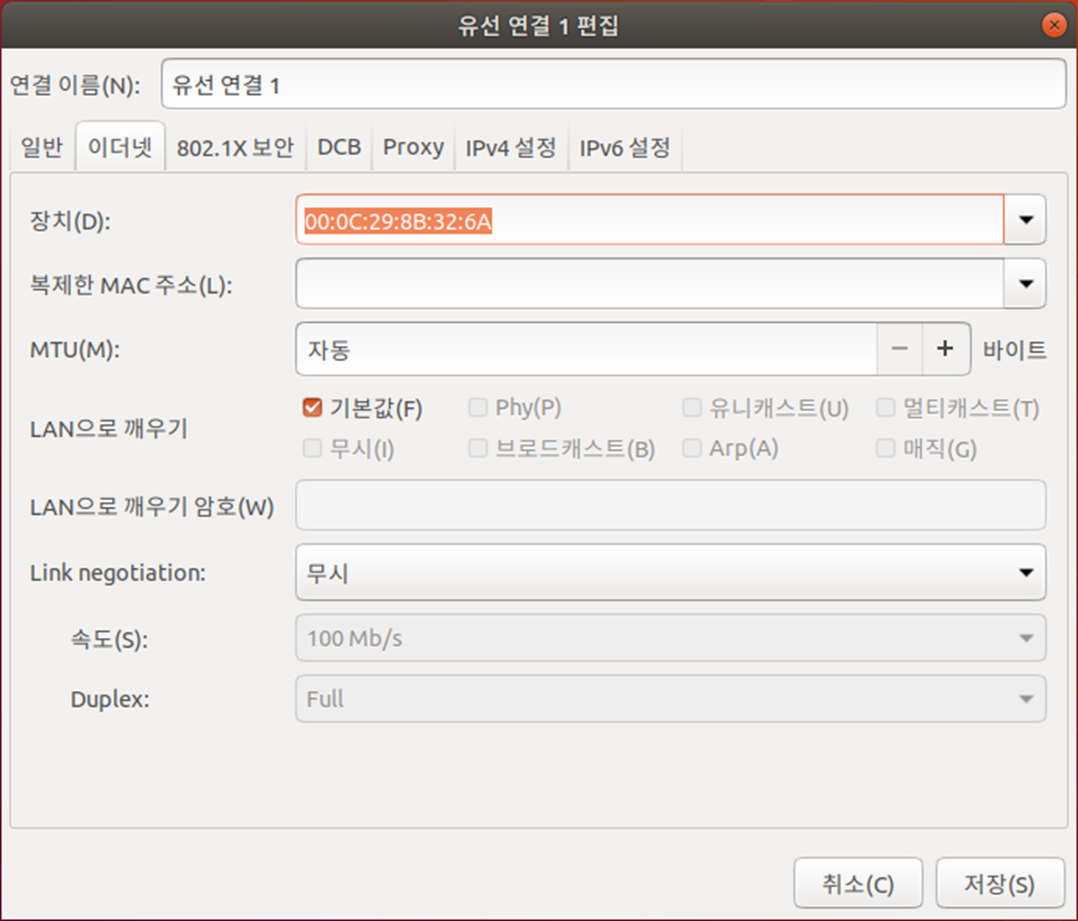 유선 연결 1 편집
연결 이름(N): 유선 연결 1
일반 이더넷 802.1X 보안 DCB Proxy IPv4 설정 IPv6 설정
장치(D): 00:0C:29:8B:32:6A
복제한 MAC 주소(L):
MTU(M): 자동 − + 바이트
LAN으로 깨우기
기본값(F) Phy(P) 유니캐스트(U) 멀티캐스트(T)
무시(I) 브로드캐스트(B) Arp(A) 매직(G)
LAN으로 깨우기 암호(W)
Link negotiation: 무시
속도(S): 100 Mb/s
Duplex: Full
취소(C) 저장(S)